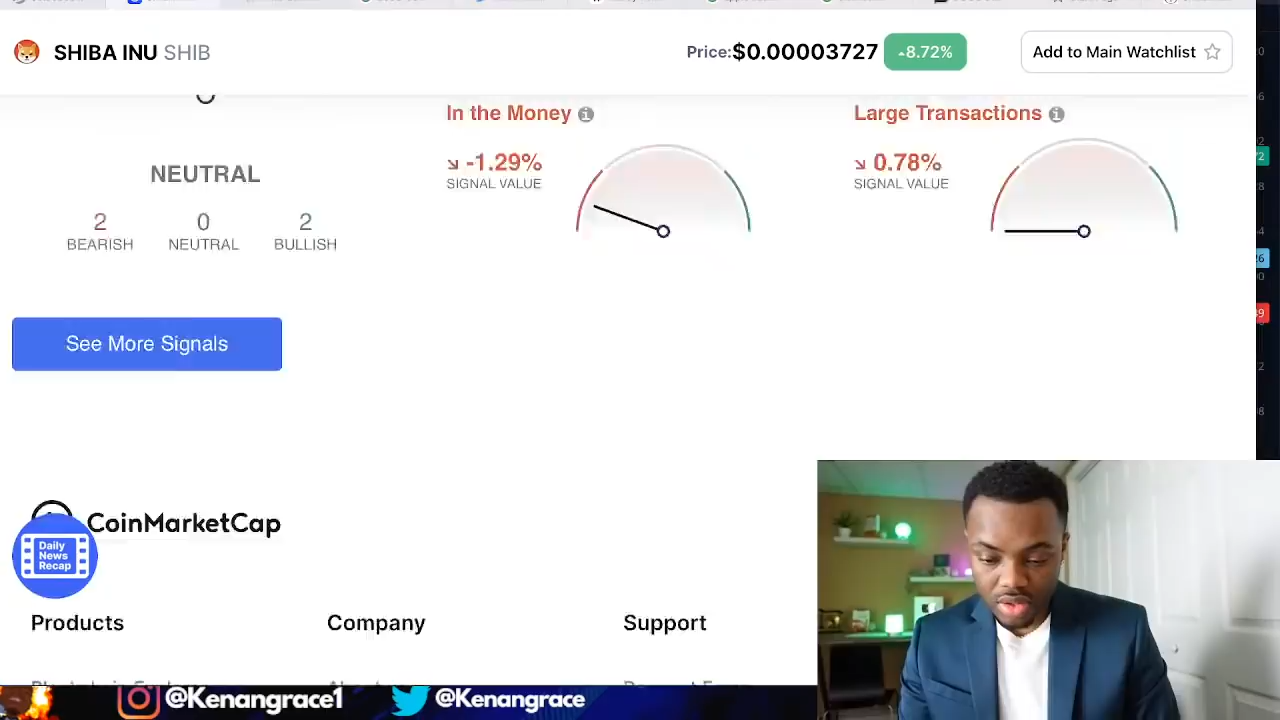 SHIBA INU SHIB
Price:$0.00003727
8.72%
Add to Main Watchlist
In the Money
Large Transactions
-1.29%
SIGNAL VALUE
0.78%
SIGNAL VALUE
NEUTRAL
2
0
2
BEARISH
NEUTRAL
BULLISH
See More Signals
CoinMarketCap
Daily
News
Recap
Products
Company
Support
@Kenangrace1
@Kenangrace